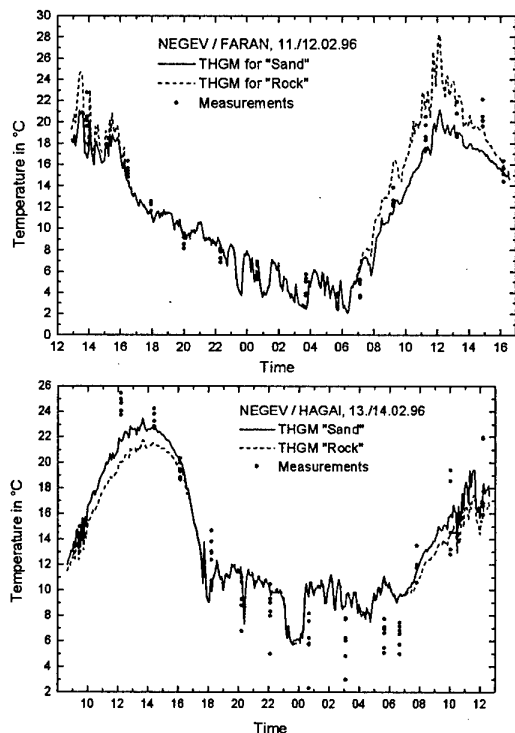 NEGEV / FARAN, 11./12.02.96
THGM for "Sand"
THGM for "Rock"
Measurements
Temperature in °C
30
28
26
24
22
20
18
16
14
12
10
8
6
4
2
0
12 14 16 18 20 22 00 02 04 06 08 10 12 14 16
Time
NEGEV / HAGAI, 13./14.02.96
THGM "Sand"
THGM "Rock"
Measurements
Temperature in °C
26
24
22
20
18
16
14
12
10
8
6
4
2
10 12 14 16 18 20 22 00 02 04 06 08 10 12
Time